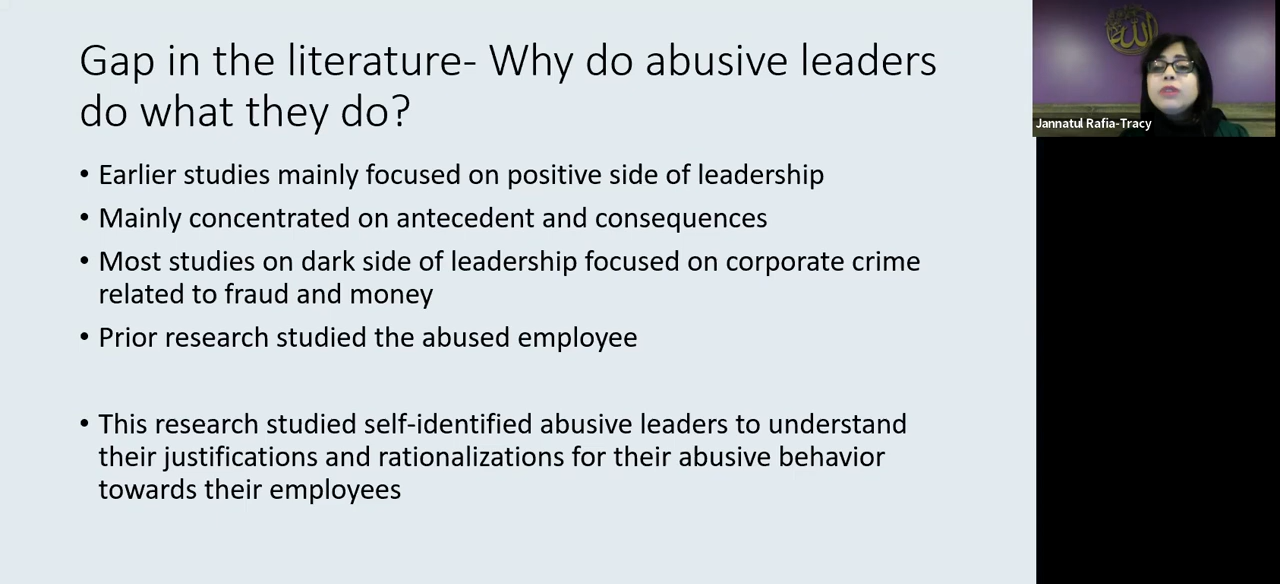 Gap in the literature- Why do abusive leaders
do what they do?
• Earlier studies mainly focused on positive side of leadership
• Mainly concentrated on antecedent and consequences
• Most studies on dark side of leadership focused on corporate crime
related to fraud and money
• Prior research studied the abused employee
• This research studied self-identified abusive leaders to understand
their justifications and rationalizations for their abusive behavior
towards their employees
الله
Jannatul Rafia-Tracy